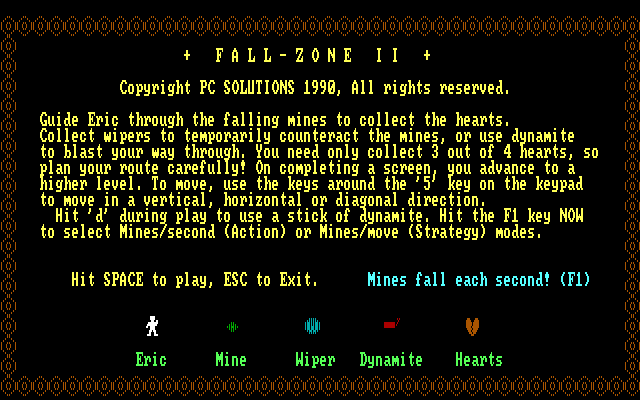 + FALL-ZONE II +
Copyright PC SOLUTIONS 1990, All rights reserved.
Guide Eric through the falling mines to collect the hearts.
Collect wipers to temporarily counteract the mines, or use dynamite
to blast your way through. You need only collect 3 out of 4 hearts, so
plan your route carefully! On completing a screen, you advance to a
higher level. To move, use the keys around the '5' key on the keypad
to move in a vertical, horizontal or diagonal direction.
Hit 'd' during play to use a stick of dynamite. Hit the F1 key NOW
to select Mines/second (Action) or Mines/move (Strategy) modes.
Hit SPACE to play, ESC to Exit. Mines fall each second! (F1)
Eric Mine Wiper Dynamite Hearts